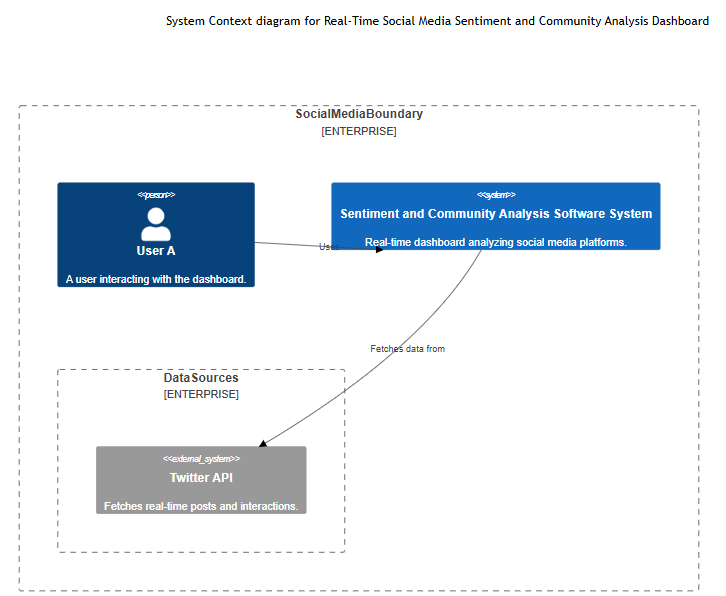 System Context diagram for Real-Time Social Media Sentiment and Community Analysis Dashboard
SocialMediaBoundary
[ENTERPRISE]
<<person>>
User A
A user interacting with the dashboard.
<<system>>
Sentiment and Community Analysis Software System
Real-time dashboard analyzing social media platforms.
Uses
Fetches data from
DataSources
[ENTERPRISE]
<<external_system>>
Twitter API
Fetches real-time posts and interactions.